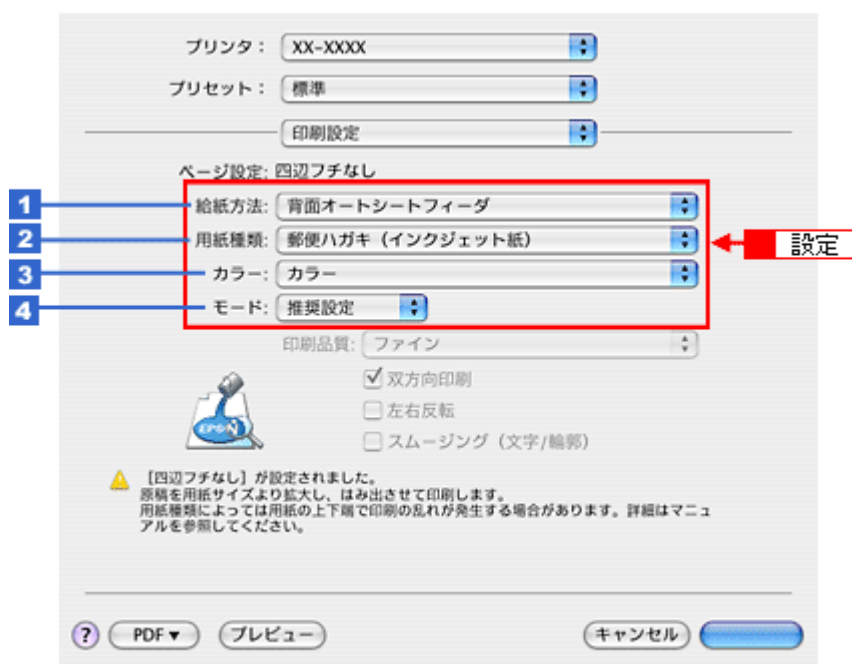 プリンタ： XX-XXXX
プリセット： 標準
印刷設定
ページ設定: 四辺フチなし
1 給紙方法: 背面オートシートフィーダ
2 用紙種類: 郵便ハガキ（インクジェット紙）
設定
3 カラー: カラー
4 モード: 推奨設定
印刷品質: ファイン
双方向印刷
左右反転
EPSON
スムージング（文字/輪郭）
［四辺フチなし］が設定されました。
原稿を用紙サイズより拡大し、はみ出させて印刷します。
用紙種類によっては用紙の上下端で印刷の乱れが発生する場合があります。詳細はマニュ
アルを参照してください。
? PDF▼ プレビュー キャンセル